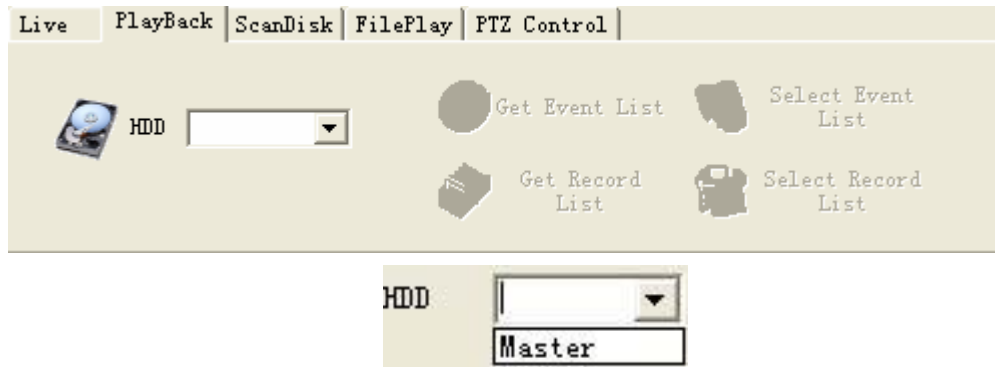 Live PlayBack ScanDisk FilePlay PTZ Control
HDD
Get Event List
Select Event
List
Get Record
List
Select Record
List
HDD
Master